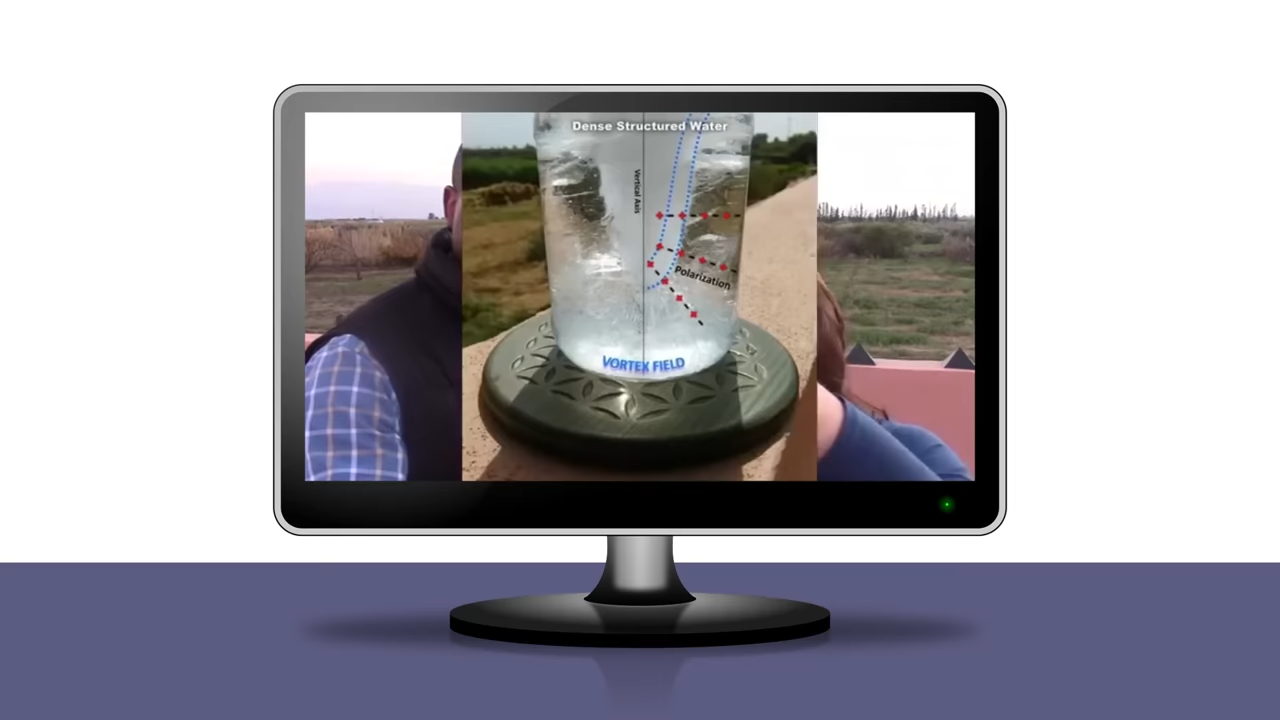 Dense Structured Water
Vertical Axis
Polarization
VORTEX FIELD